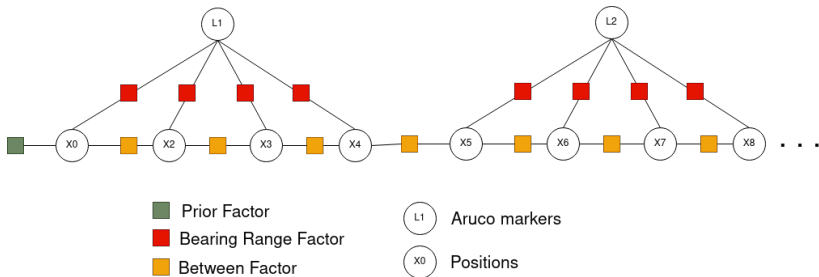 L1 L2
X0 X2 X3 X4 X5 X6 X7 X8 . . .
Prior Factor L1 Aruco markers
Bearing Range Factor
Between Factor X0 Positions